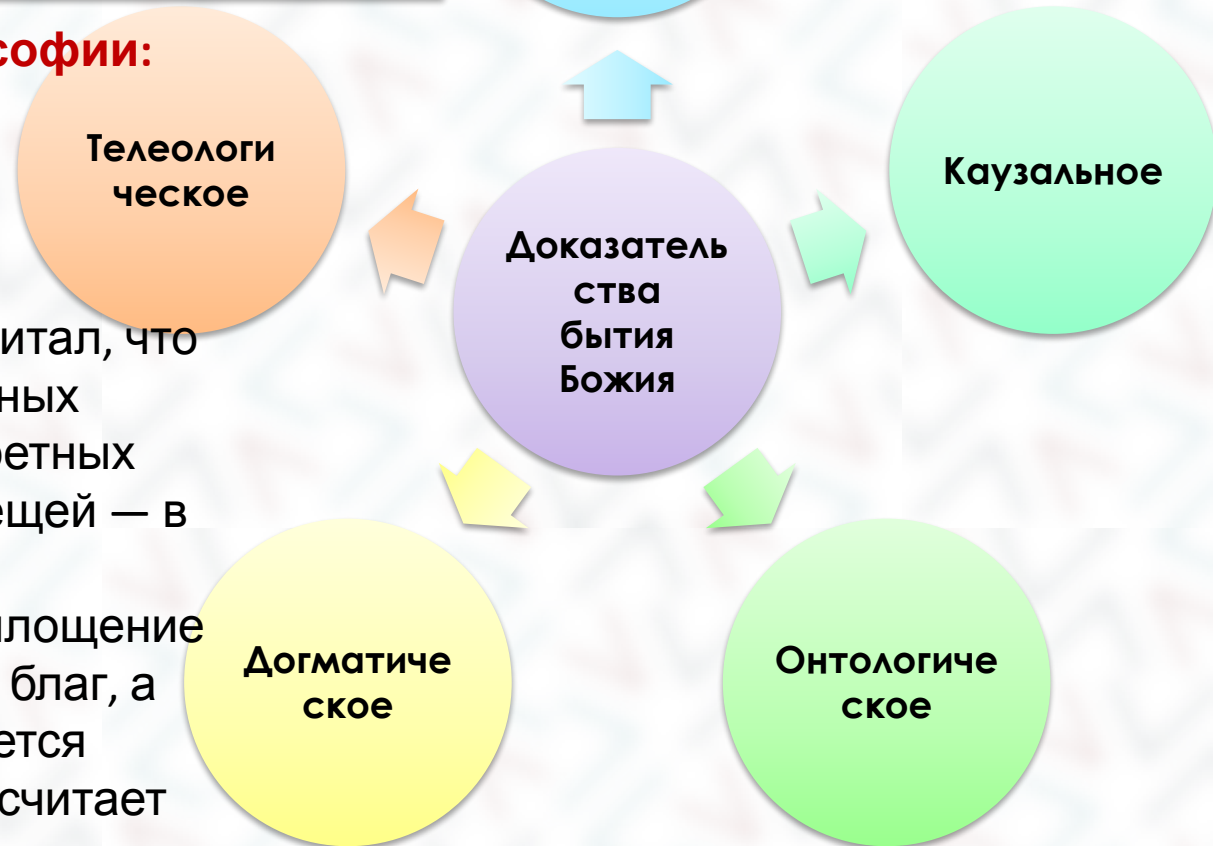 софии:
Телеологи
ческое
Каузальное
Доказатель
ства
бытия
Божия
итал, что
ных
етных
ещей — в
площение
благ, а
ется
считает
Догматиче
ское
Онтологиче
ское